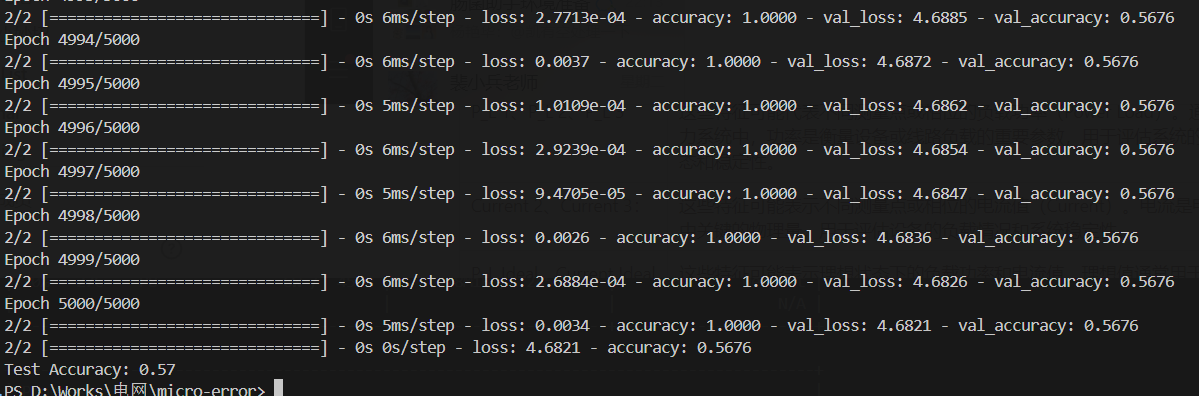 2/2 [==============================] - 0s 6ms/step - loss: 2.7713e-04 - accuracy: 1.0000 - val_loss: 4.6885 - val_accuracy: 0.5676
Epoch 4994/5000
2/2 [==============================] - 0s 6ms/step - loss: 0.0037 - accuracy: 1.0000 - val_loss: 4.6872 - val_accuracy: 0.5676
Epoch 4995/5000
2/2 [==============================] - 0s 5ms/step - loss: 1.0109e-04 - accuracy: 1.0000 - val_loss: 4.6862 - val_accuracy: 0.5676
Epoch 4996/5000
2/2 [==============================] - 0s 6ms/step - loss: 2.9239e-04 - accuracy: 1.0000 - val_loss: 4.6854 - val_accuracy: 0.5676
Epoch 4997/5000
2/2 [==============================] - 0s 5ms/step - loss: 9.4705e-05 - accuracy: 1.0000 - val_loss: 4.6847 - val_accuracy: 0.5676
Epoch 4998/5000
2/2 [==============================] - 0s 6ms/step - loss: 0.0026 - accuracy: 1.0000 - val_loss: 4.6836 - val_accuracy: 0.5676
Epoch 4999/5000
2/2 [==============================] - 0s 6ms/step - loss: 2.6884e-04 - accuracy: 1.0000 - val_loss: 4.6826 - val_accuracy: 0.5676
Epoch 5000/5000
2/2 [==============================] - 0s 5ms/step - loss: 0.0034 - accuracy: 1.0000 - val_loss: 4.6821 - val_accuracy: 0.5676
2/2 [==============================] - 0s 0s/step - loss: 4.6821 - accuracy: 0.5676
Test Accuracy: 0.57
PS D:\Works\电网\micro-error>